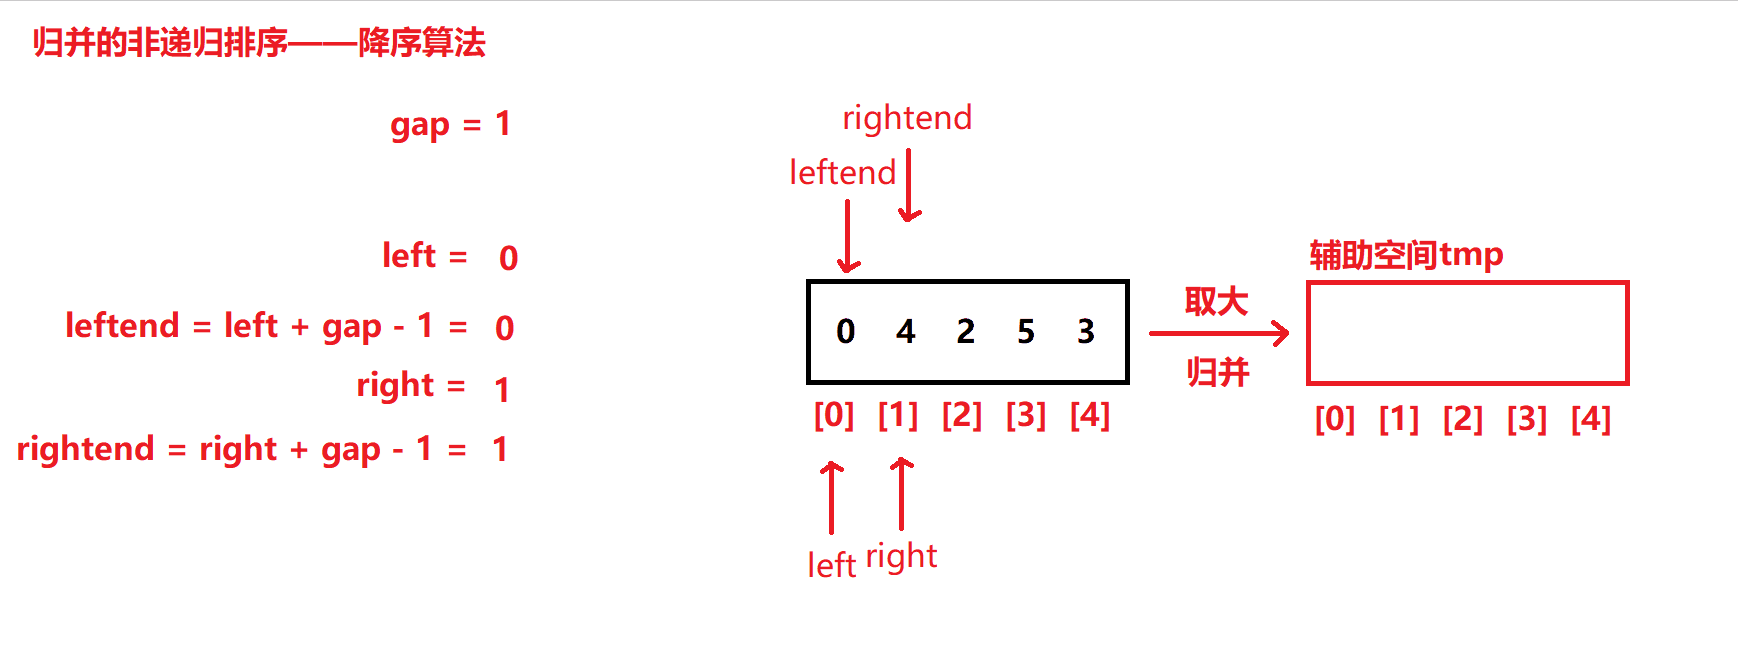 归并的非递归排序——降序算法
gap = 1
left = 0
leftend = left + gap - 1 = 0
right = 1
rightend = right + gap - 1 = 1
rightend
leftend
0 4 2 5 3
[0] [1] [2] [3] [4]
left right
取大
归并
辅助空间tmp
[0] [1] [2] [3] [4]